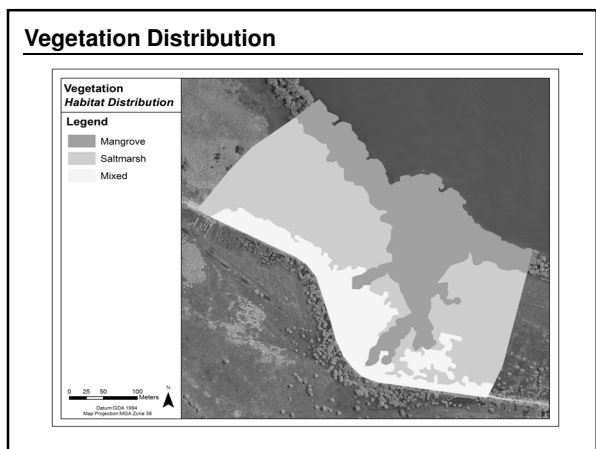 Vegetation Distribution
Vegetation
Habitat Distribution
Legend
Mangrove
Saltmarsh
Mixed
0 25 50 100
Meters
N
Datum:GDA 1994
Map Projection:MGA Zone 56